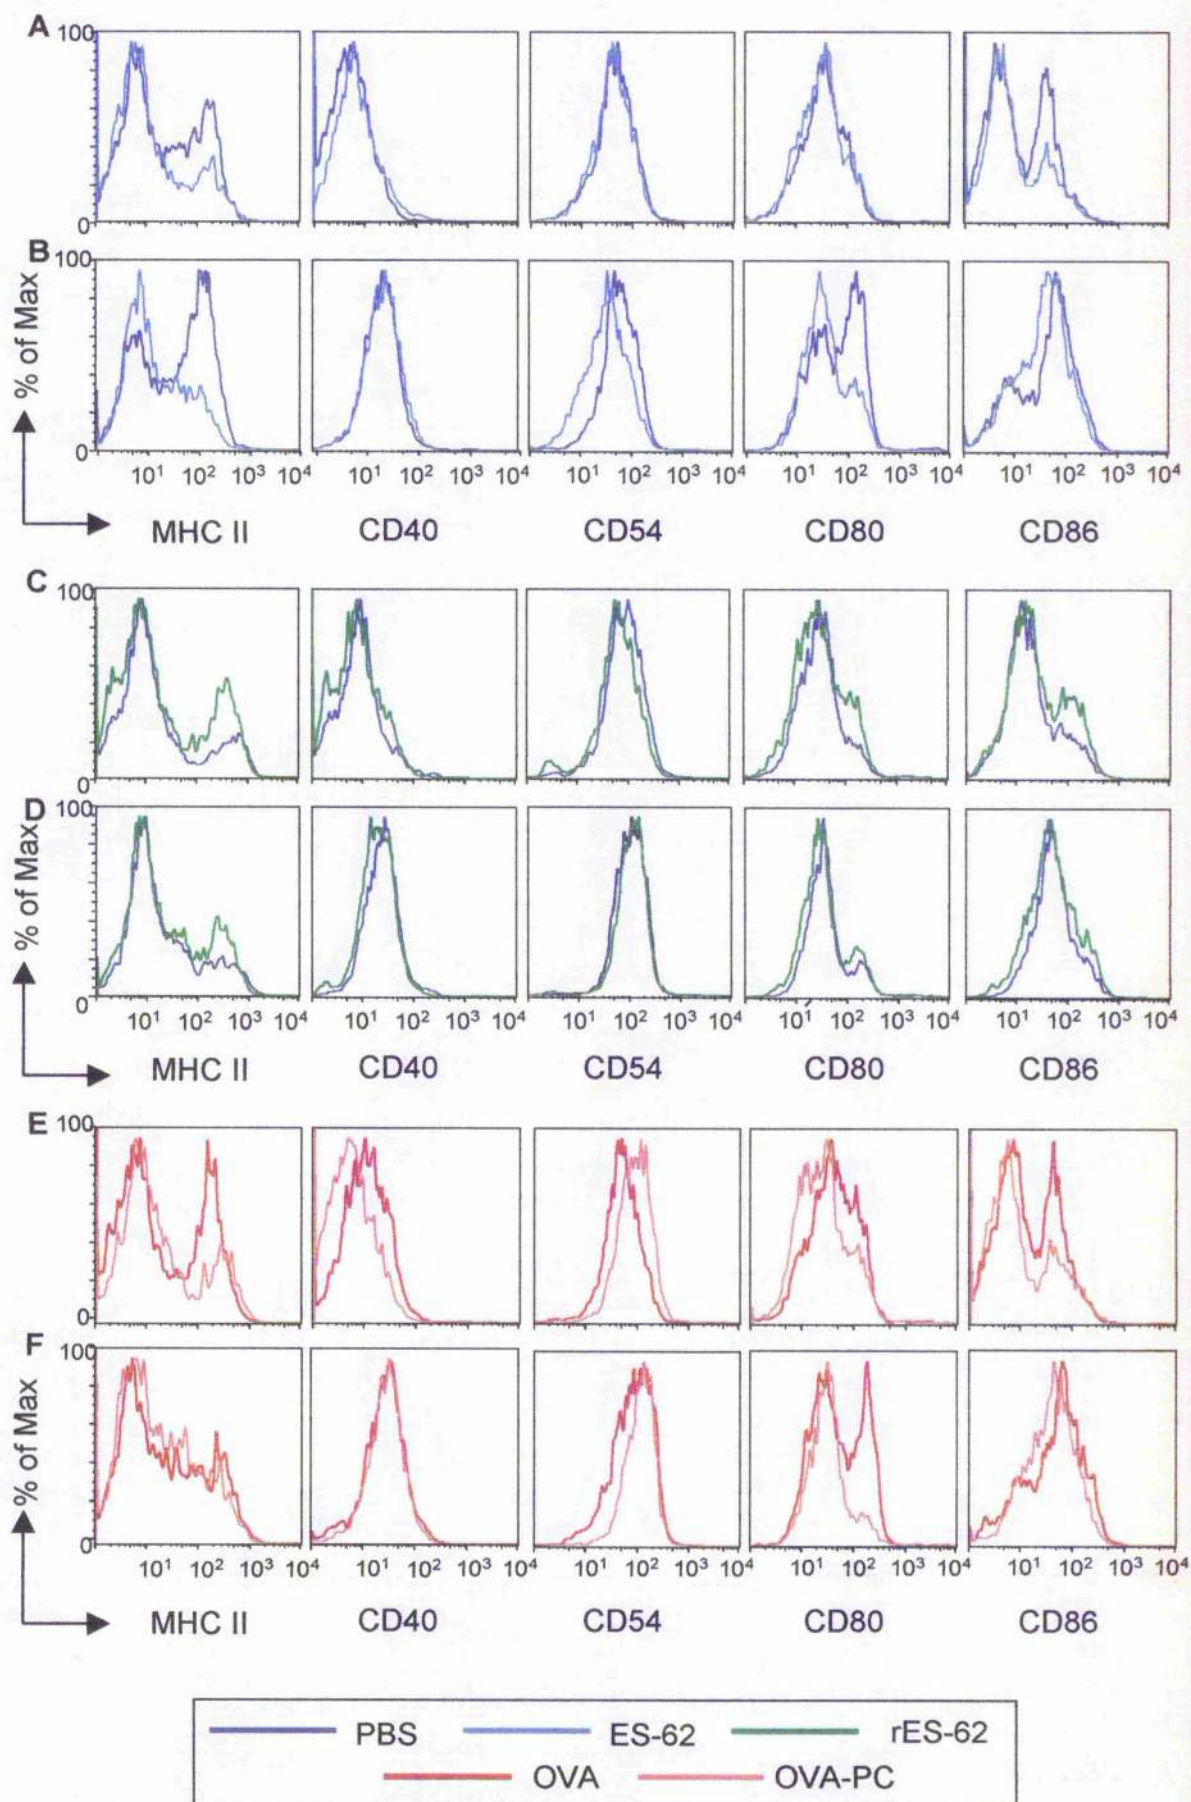 A 100
0
B 100
% of Max
0
10¹ 10² 10³ 10⁴ 10¹ 10² 10³ 10⁴ 10¹ 10² 10³ 10⁴ 10¹ 10² 10³ 10⁴ 10¹ 10² 10³ 10⁴
MHC II CD40 CD54 CD80 CD86
C 100
0
D 100
% of Max
0
10¹ 10² 10³ 10⁴ 10¹ 10² 10³ 10⁴ 10¹ 10² 10³ 10⁴ 10¹ 10² 10³ 10⁴ 10¹ 10² 10³ 10⁴
MHC II CD40 CD54 CD80 CD86
E 100
0
F 100
% of Max
0
10¹ 10² 10³ 10⁴ 10¹ 10² 10³ 10⁴ 10¹ 10² 10³ 10⁴ 10¹ 10² 10³ 10⁴ 10¹ 10² 10³ 10⁴
MHC II CD40 CD54 CD80 CD86
PBS ES-62 rES-62
OVA OVA-PC